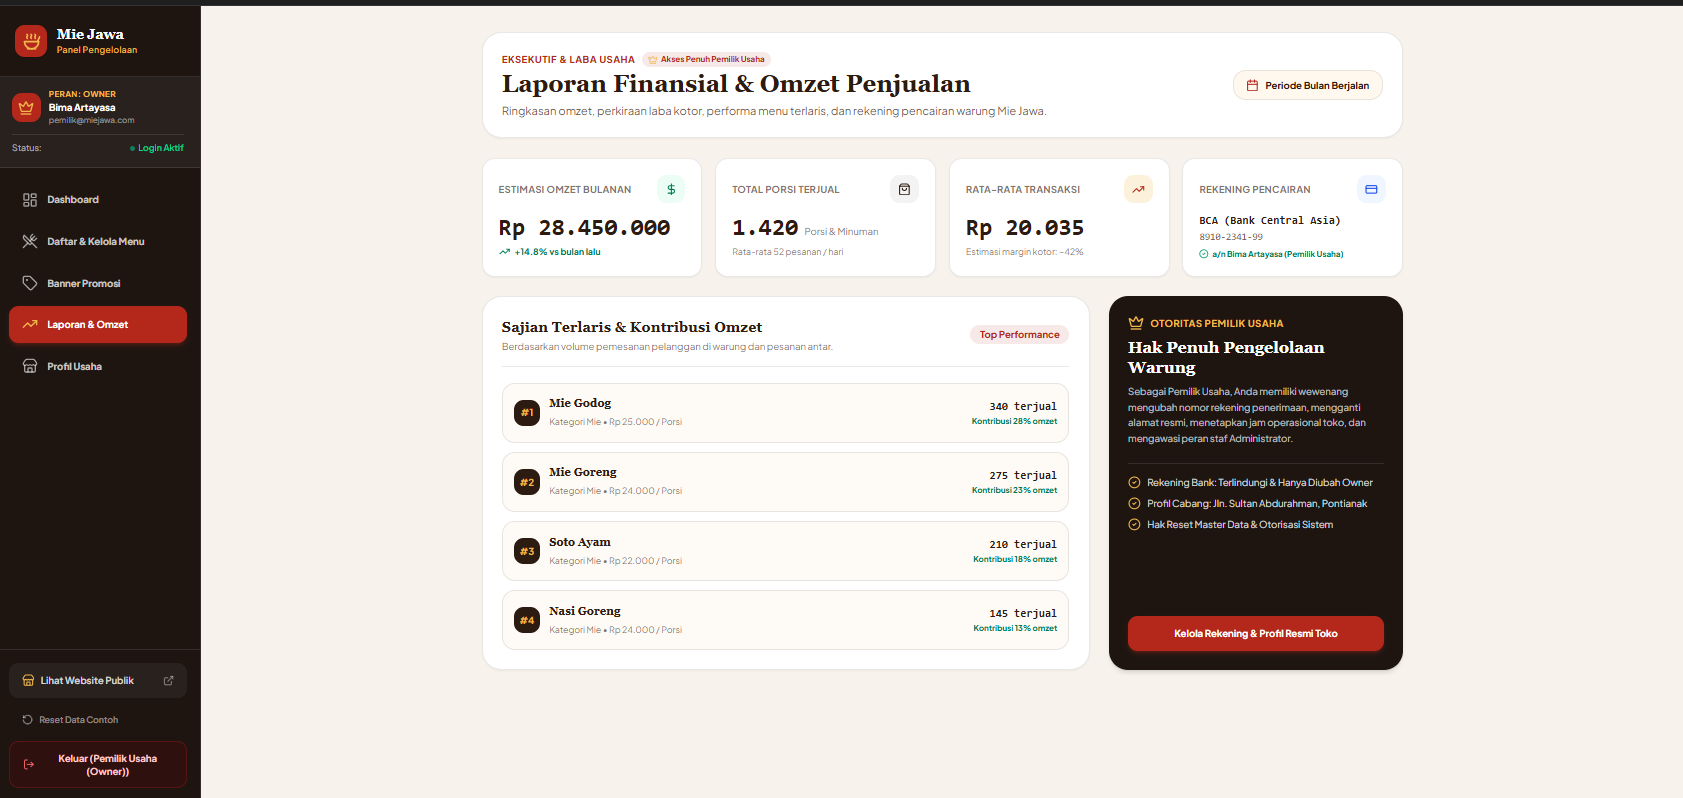 Mie Jawa
Panel Pengelolaan
PERAN: OWNER
Bima Artayasa
pemilik@miejawa.com
Status:
Login Aktif
Dashboard
Daftar & Kelola Menu
Banner Promosi
Laporan & Omzet
Profil Usaha
Lihat Website Publik
Reset Data Contoh
Keluar (Pemilik Usaha
(Owner))
EKSEKUTIF & LABA USAHA
Akses Penuh Pemilik Usaha
Laporan Finansial & Omzet Penjualan
Ringkasan omzet, perkiraan laba kotor, performa menu terlaris, dan rekening pencairan warung Mie Jawa.
Periode Bulan Berjalan
ESTIMASI OMZET BULANAN
$
Rp 28.450.000
+14.8% vs bulan lalu
TOTAL PORSI TERJUAL
1.420 Porsi & Minuman
Rata-rata 52 pesanan / hari
RATA-RATA TRANSAKSI
Rp 20.035
Estimasi margin kotor: ~42%
REKENING PENCAIRAN
BCA (Bank Central Asia)
8910-2341-99
a/n Bima Artayasa (Pemilik Usaha)
Sajian Terlaris & Kontribusi Omzet
Berdasarkan volume pemesanan pelanggan di warung dan pesanan antar.
Top Performance
#1
Mie Godog
Kategori Mie • Rp 25.000 / Porsi
340 terjual
Kontribusi 28% omzet
#2
Mie Goreng
Kategori Mie • Rp 24.000 / Porsi
275 terjual
Kontribusi 23% omzet
#3
Soto Ayam
Kategori Mie • Rp 22.000 / Porsi
210 terjual
Kontribusi 18% omzet
#4
Nasi Goreng
Kategori Mie • Rp 24.000 / Porsi
145 terjual
Kontribusi 13% omzet
OTORITAS PEMILIK USAHA
Hak Penuh Pengelolaan
Warung
Sebagai Pemilik Usaha, Anda memiliki wewenang
mengubah nomor rekening penerimaan, mengganti
alamat resmi, menetapkan jam operasional toko, dan
mengawasi peran staf Administrator.
Rekening Bank: Terlindungi & Hanya Diubah Owner
Profil Cabang: Jln. Sultan Abdurahman, Pontianak
Hak Reset Master Data & Otorisasi Sistem
Kelola Rekening & Profil Resmi Toko